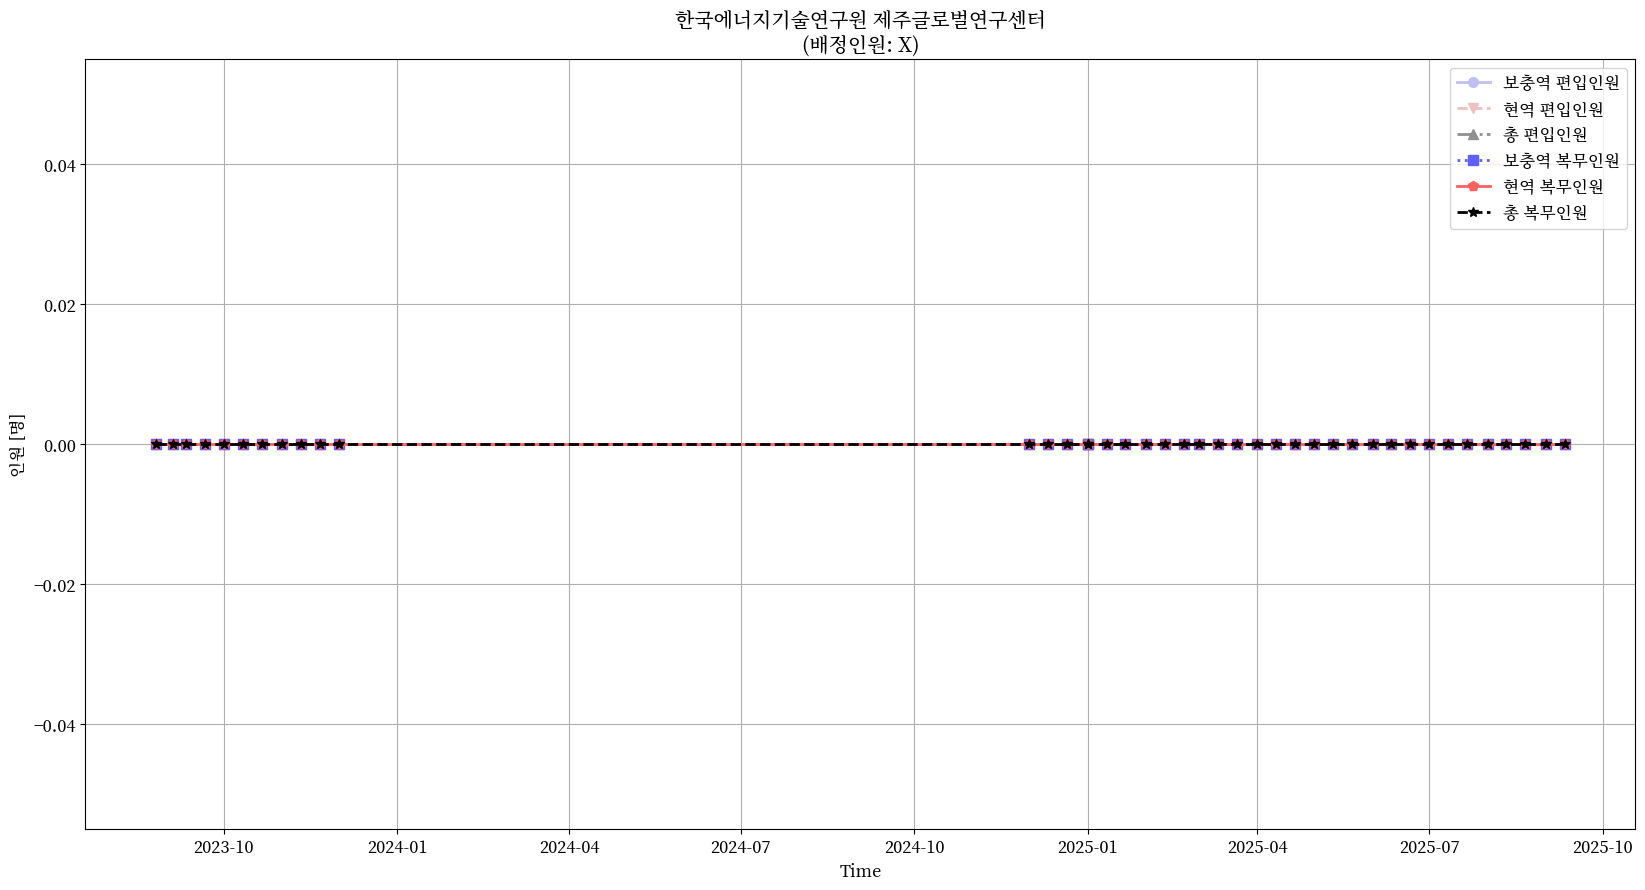 한국에너지기술연구원 제주글로벌연구센터
(배정인원: X)
보충역 편입인원
현역 편입인원
총 편입인원
보충역 복무인원
현역 복무인원
총 복무인원
0.04
0.02
0.00
−0.02
−0.04
인원 [명]
2023-10
2024-01
2024-04
2024-07
2024-10
2025-01
2025-04
2025-07
2025-10
Time